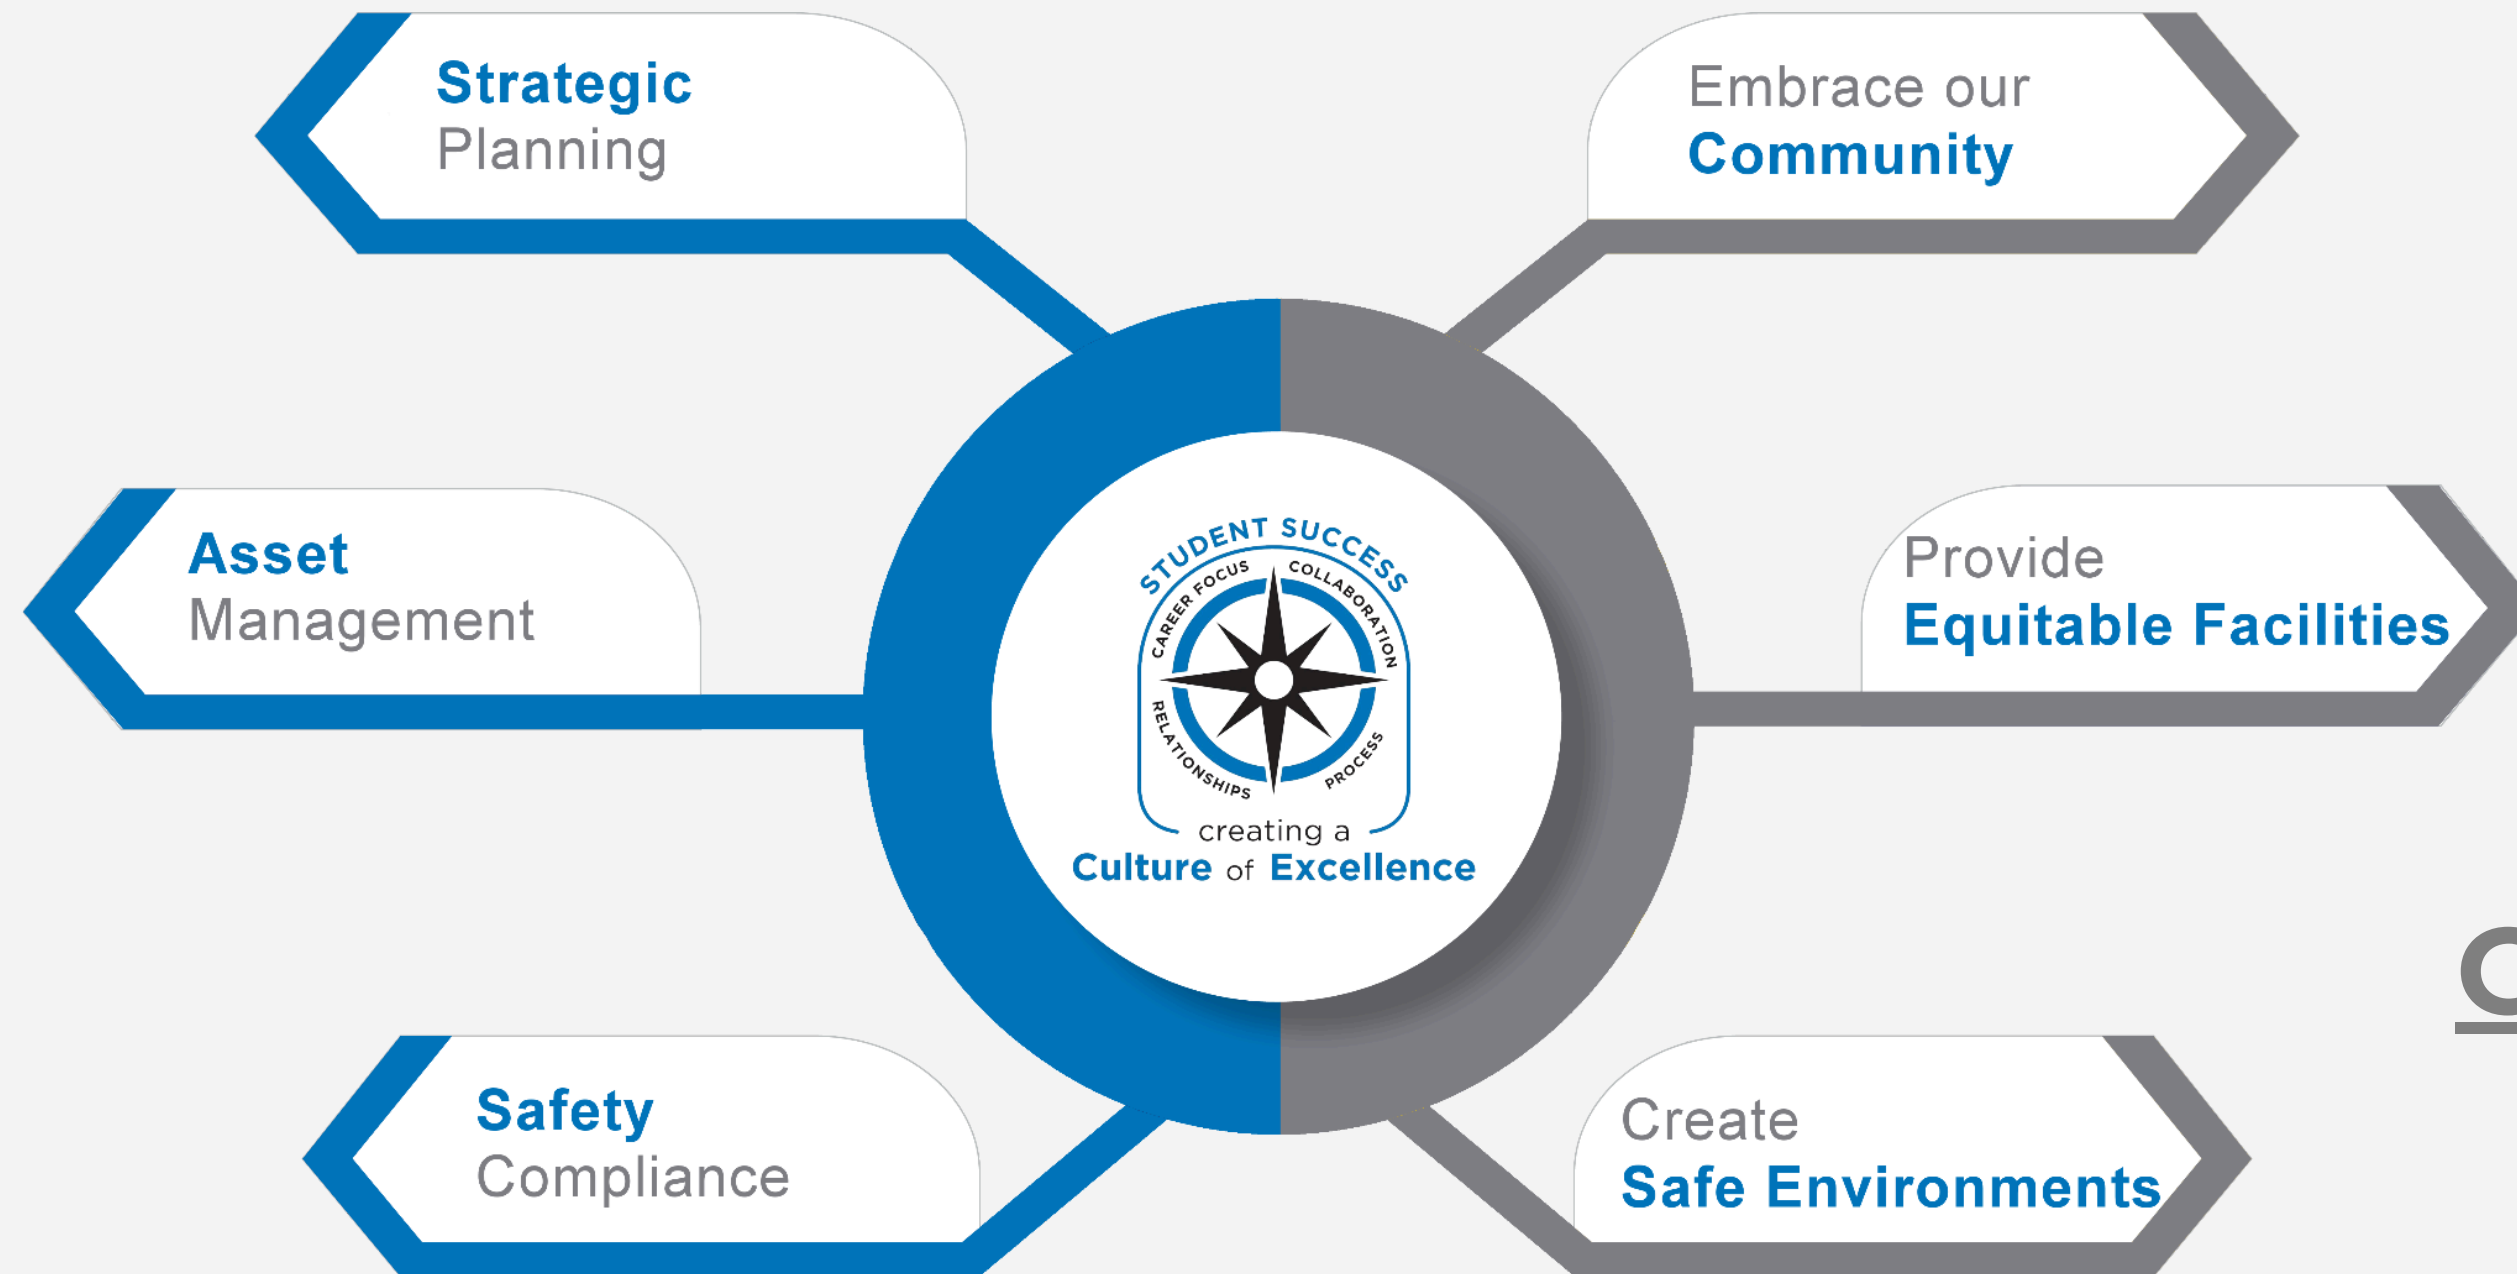 Strategic
Planning
Embrace our
Community
Asset
Management
Provide
Equitable Facilities
STUDENT SUCCESS
CAREER FOCUS
COLLABORATION
RELATIONSHIPS
PROCESS
creating a
Culture of Excellence
Safety
Compliance
Create
Safe Environments